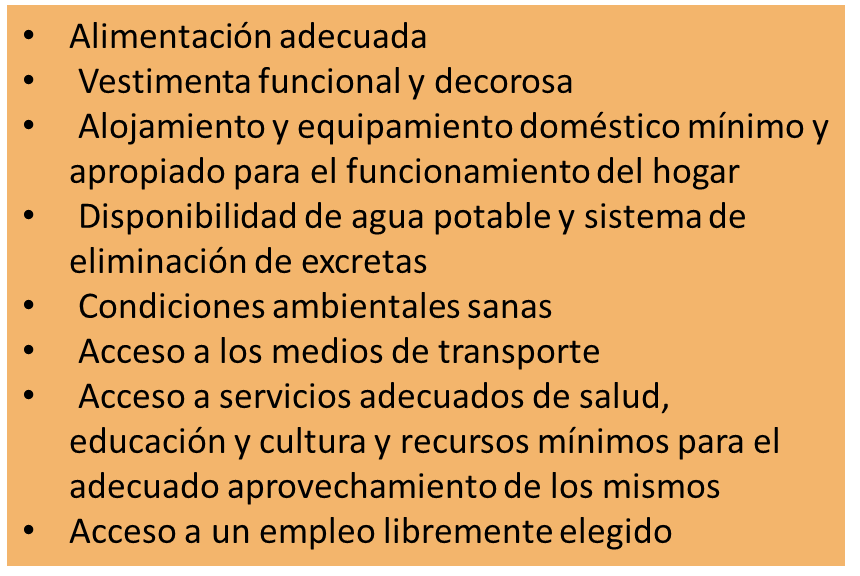 • Alimentación adecuada
• Vestimenta funcional y decorosa
• Alojamiento y equipamiento doméstico mínimo y
apropiado para el funcionamiento del hogar
• Disponibilidad de agua potable y sistema de
eliminación de excretas
• Condiciones ambientales sanas
• Acceso a los medios de transporte
• Acceso a servicios adecuados de salud,
educación y cultura y recursos mínimos para el
adecuado aprovechamiento de los mismos
• Acceso a un empleo libremente elegido